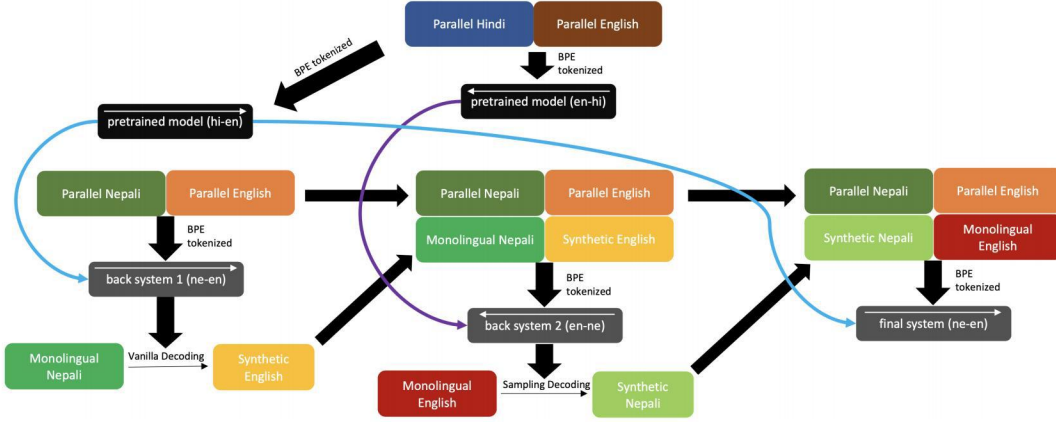 Parallel Hindi
Parallel English
BPE tokenized
BPE
tokenized
pretrained model (en-hi)
pretrained model (hi-en)
Parallel Nepali
Parallel English
BPE
tokenized
back system 1 (ne-en)
Monolingual
Nepali
Vanilla Decoding
Synthetic
English
Parallel Nepali
Parallel English
Monolingual Nepali
Synthetic English
BPE
tokenized
back system 2 (en-ne)
Monolingual
English
Sampling Decoding
Synthetic
Nepali
Parallel Nepali
Parallel English
Synthetic Nepali
Monolingual
English
BPE
tokenized
final system (ne-en)